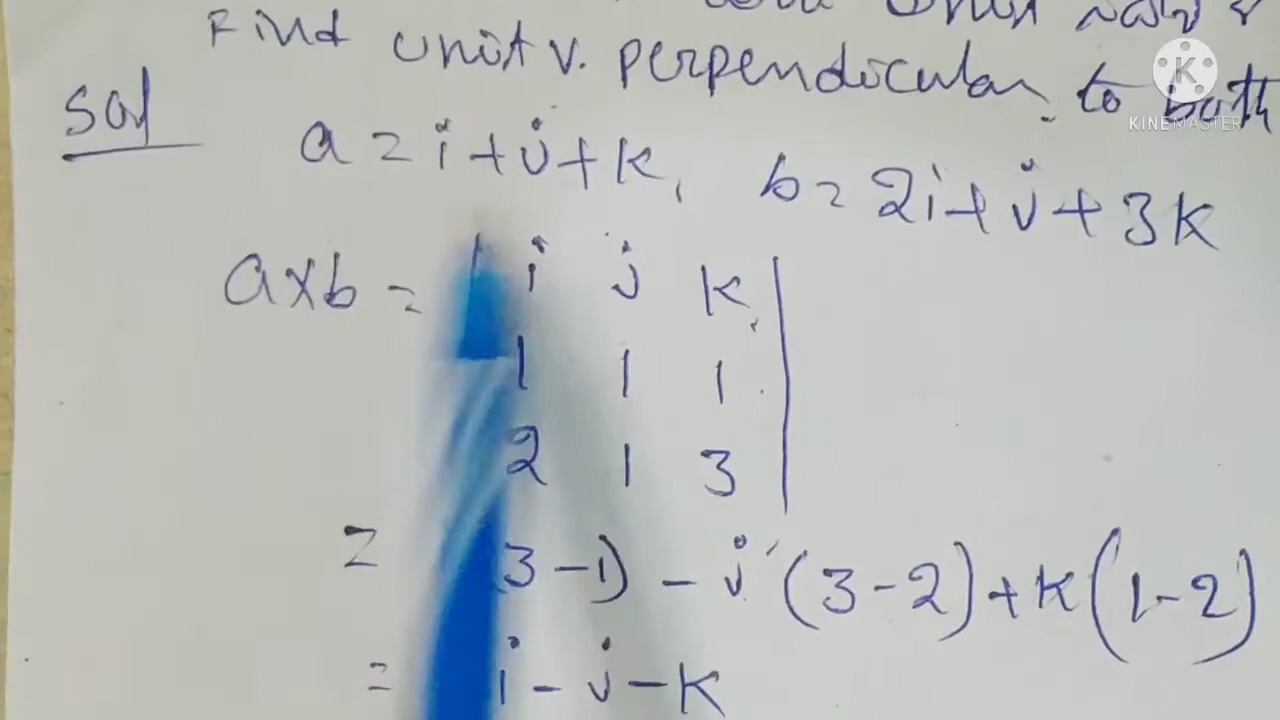 Find unit v. perpendicular to both
KINEMASTER
Sol
a = i + j + k, b = 2i + j + 3k
a x b = | i j k |
1 1 1
2 1 3
= 3 - 1) - j (3 - 2) + k (1 - 2)
= i - j - k